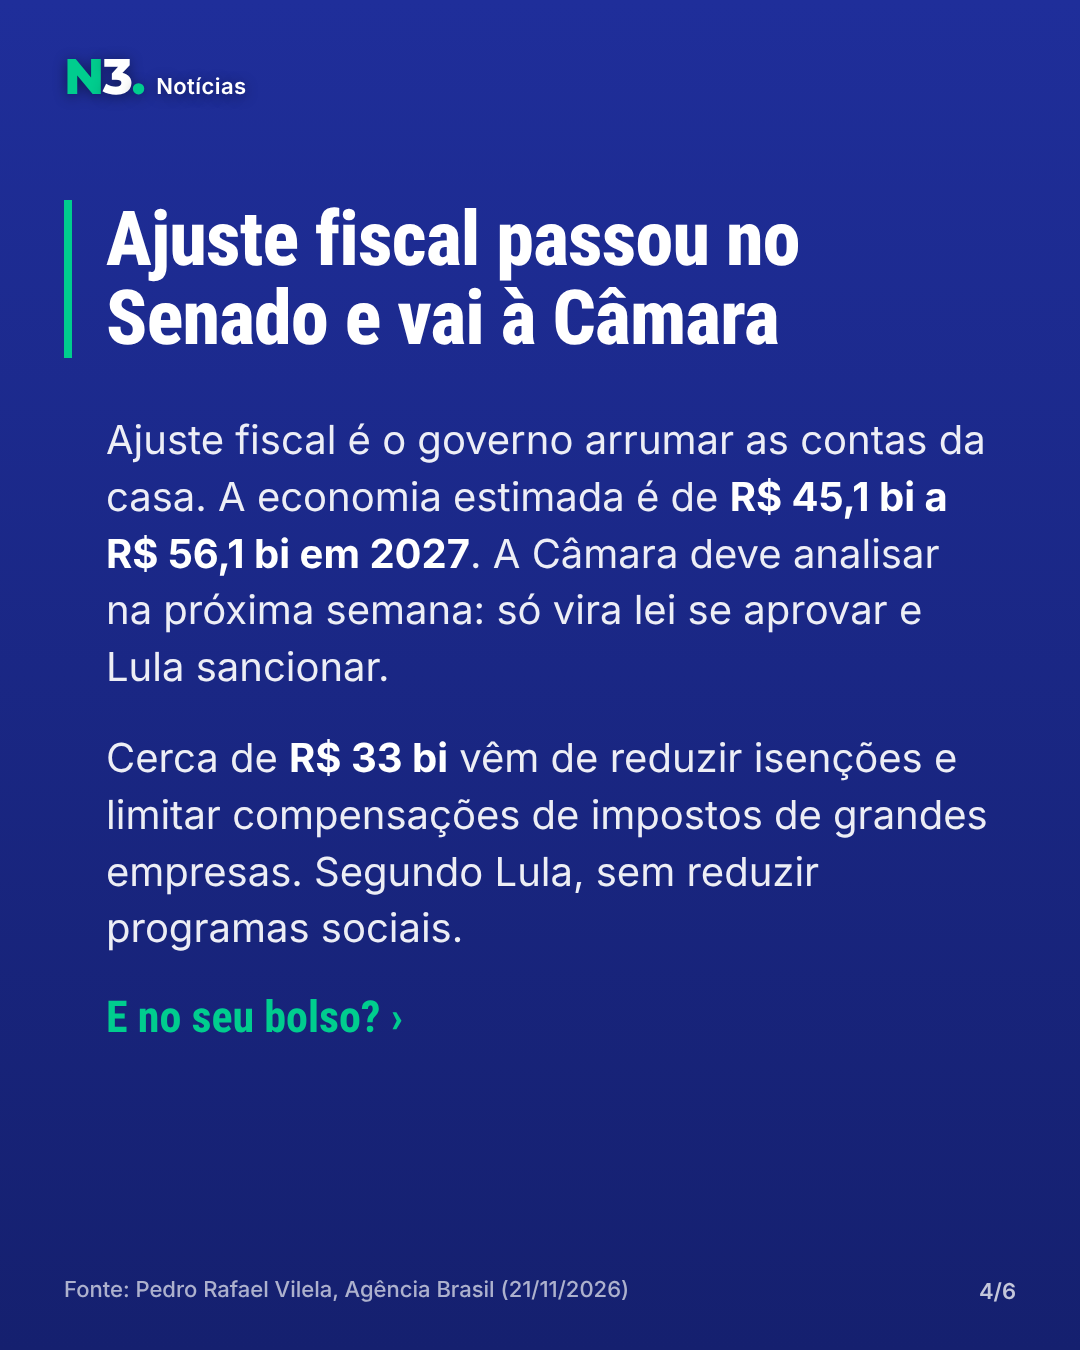 N3. Notícias
Ajuste fiscal passou no
Senado e vai à Câmara
Ajuste fiscal é o governo arrumar as contas da
casa. A economia estimada é de R$ 45,1 bi a
R$ 56,1 bi em 2027. A Câmara deve analisar
na próxima semana: só vira lei se aprovar e
Lula sancionar.
Cerca de R$ 33 bi vêm de reduzir isenções e
limitar compensações de impostos de grandes
empresas. Segundo Lula, sem reduzir
programas sociais.
E no seu bolso? ›
Fonte: Pedro Rafael Vilela, Agência Brasil (21/11/2026)
4/6